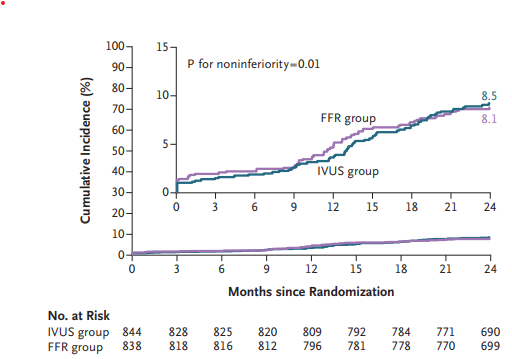 100
90
80
70
60
50
40
30
20
10
0
15
10
5
0
P for noninferiority=0.01
FFR group
IVUS group
8.5
8.1
0 3 6 9 12 15 18 21 24
0 3 6 9 12 15 18 21 24
Cumulative Incidence (%)
Months since Randomization
No. at Risk
IVUS group 844 828 825 820 809 792 784 771 690
FFR group 838 818 816 812 796 781 778 770 699